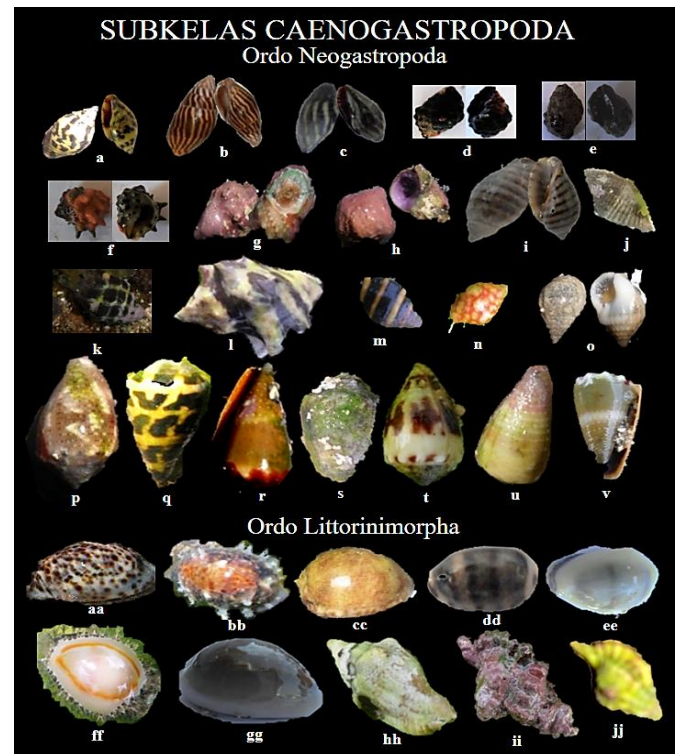 SUBKELAS CAENOGASTROPODA
Ordo Neogastropoda
a b c d e
f g h i j
k l m n o
p q r s t u v
Ordo Littorinimorpha
aa bb cc dd ee
ff gg hh ii jj